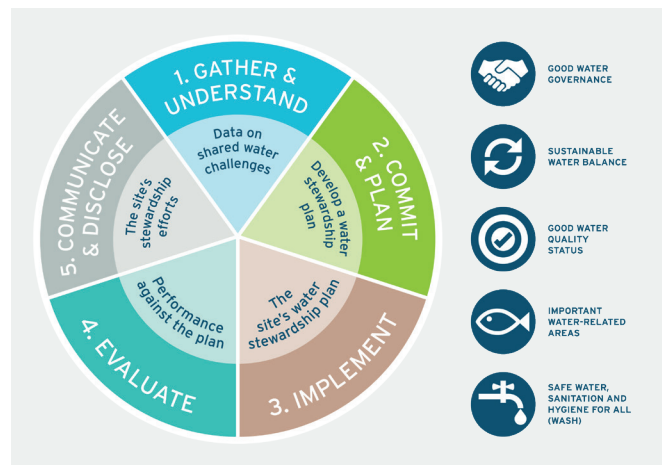 1. GATHER &
UNDERSTAND
Data on
shared water
challenges
2. COMMIT
& PLAN
Develop a water
stewardship
plan
3. IMPLEMENT
The
site's water
stewardship plan
4. EVALUATE
Performance
against the plan
5. COMMUNICATE
& DISCLOSE
The site's
stewardship
efforts
GOOD WATER
GOVERNANCE
SUSTAINABLE
WATER BALANCE
GOOD WATER
QUALITY
STATUS
IMPORTANT
WATER-RELATED
AREAS
SAFE WATER,
SANITATION AND
HYGIENE FOR ALL
(WASH)